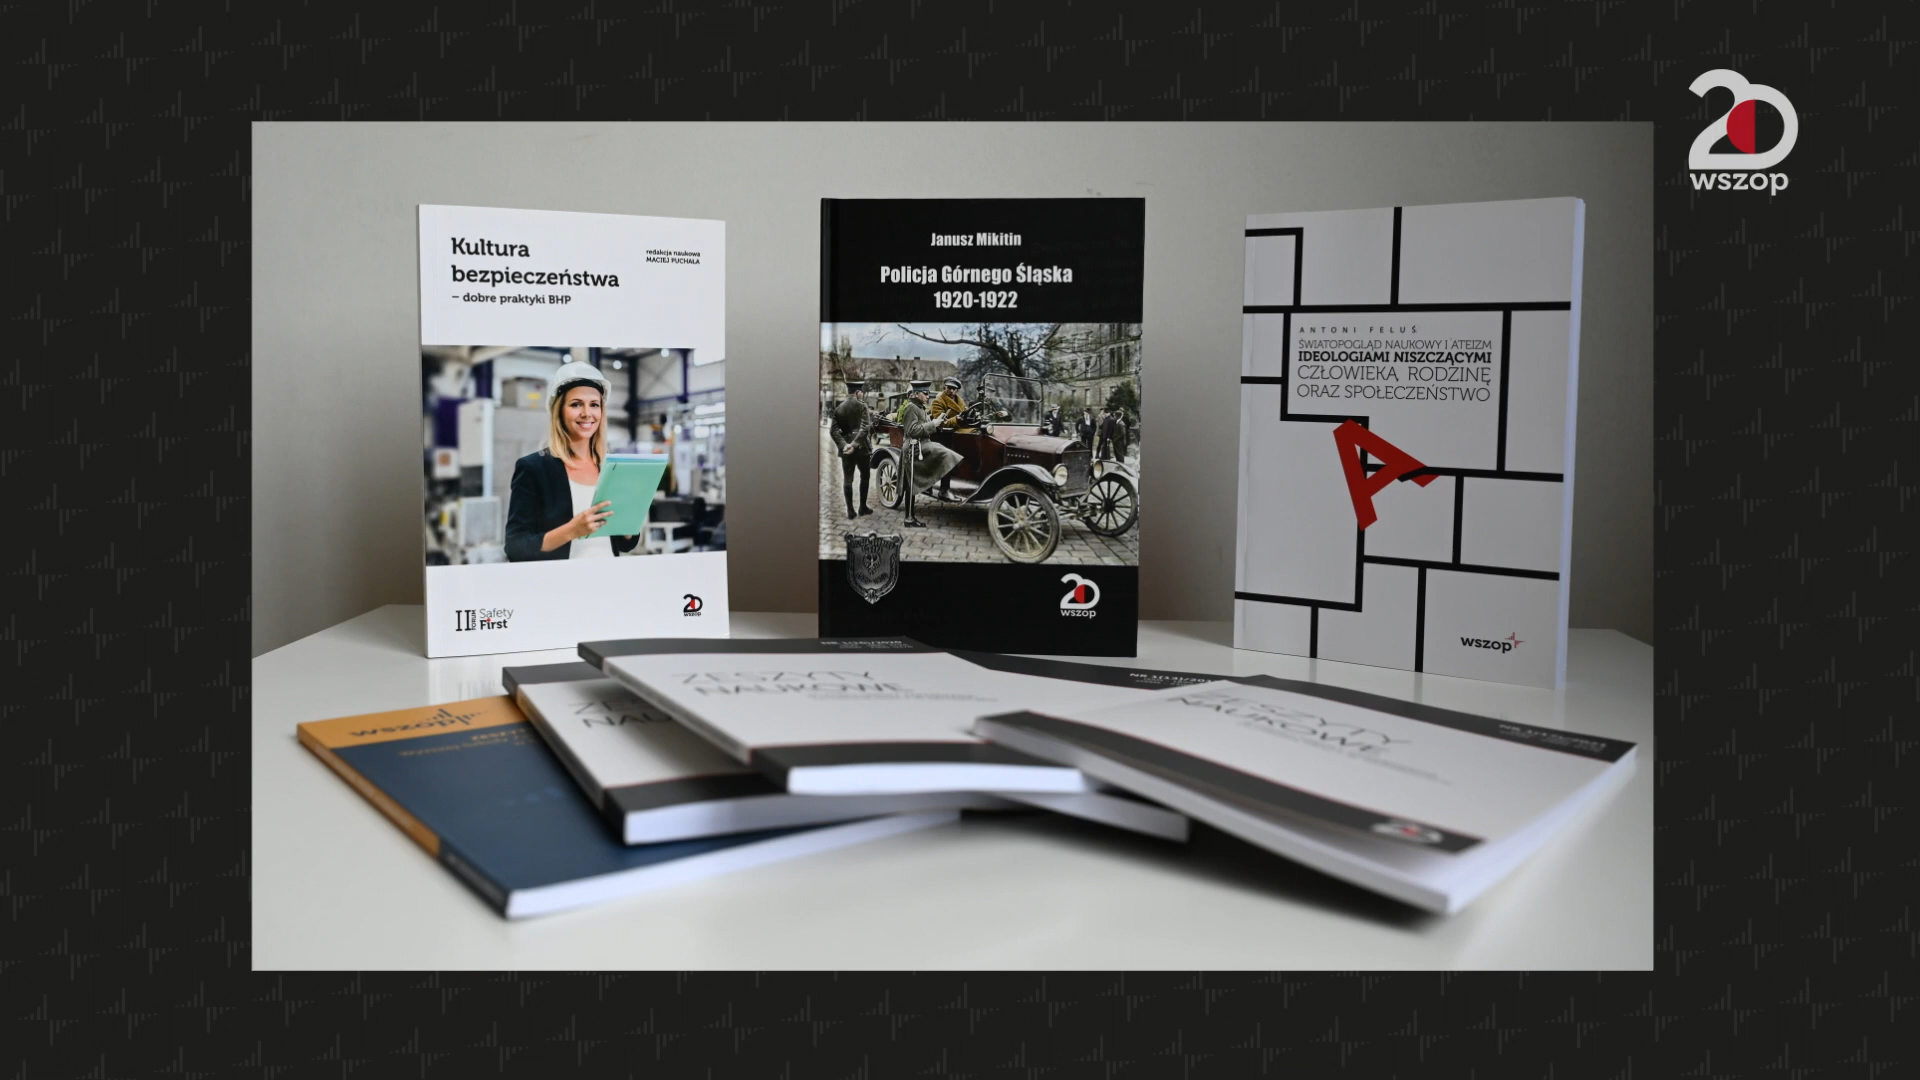 20
wszop
Kultura
bezpieczeństwa
– dobre praktyki BHP
redakcja naukowa
MACIEJ PUCHAŁA
II FORUM
Safety
First
20
wszop
Janusz Mikitin
Policja Górnego Śląska
1920-1922
20
wszop
ANTONI FELUŚ
ŚWIATOPOGLĄD NAUKOWY I ATEIZM
IDEOLOGIAMI NISZCZĄCYMI
CZŁOWIEKA, RODZINĘ
ORAZ SPOŁECZEŃSTWO
A
wszop
wszop
ZESZYTY
NAUKOWE
ZESZYTY
NAUKOWE